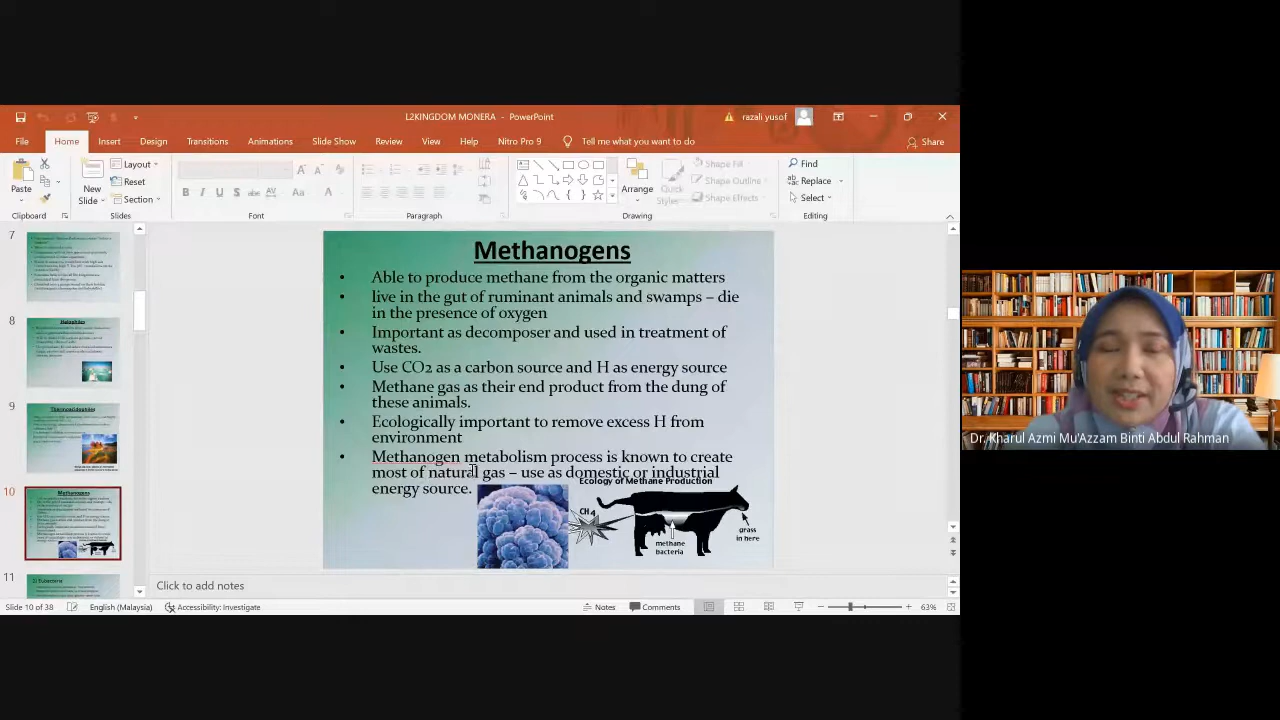 L2KINGDOM MONERA - PowerPoint
razali yusof
File Home Insert Design Transitions Animations Slide Show Review View Help Nitro Pro 9 Tell me what you want to do Share
Paste
Clipboard
New
Slide
Layout
Reset
Section
Slides
B I U S abc AV Aa A
Font
Paragraph
Arrange
Quick
Styles
Shape Fill
Shape Outline
Shape Effects
Drawing
Find
Replace
Select
Editing
7
8
9
Thermoacidophiles
10
Methanogens
11
Methanogens
• Able to produce methane from the organic matters
• live in the gut of ruminant animals and swamps – die
in the presence of oxygen
• Important as decomposer and used in treatment of
wastes.
• Use CO2 as a carbon source and H as energy source
• Methane gas as their end product from the dung of
these animals.
• Ecologically important to remove excess H from
environment
• Methanogen metabolism process is known to create
most of natural gas – use as domestic or industrial
energy source.
Ecology of Methane Production
CH4
methane
bacteria
grass
in here
Click to add notes
Slide 10 of 38 English (Malaysia) Accessibility: Investigate Notes Comments 63%
Dr. Kharul Azmi Mu'Azzam Binti Abdul Rahman